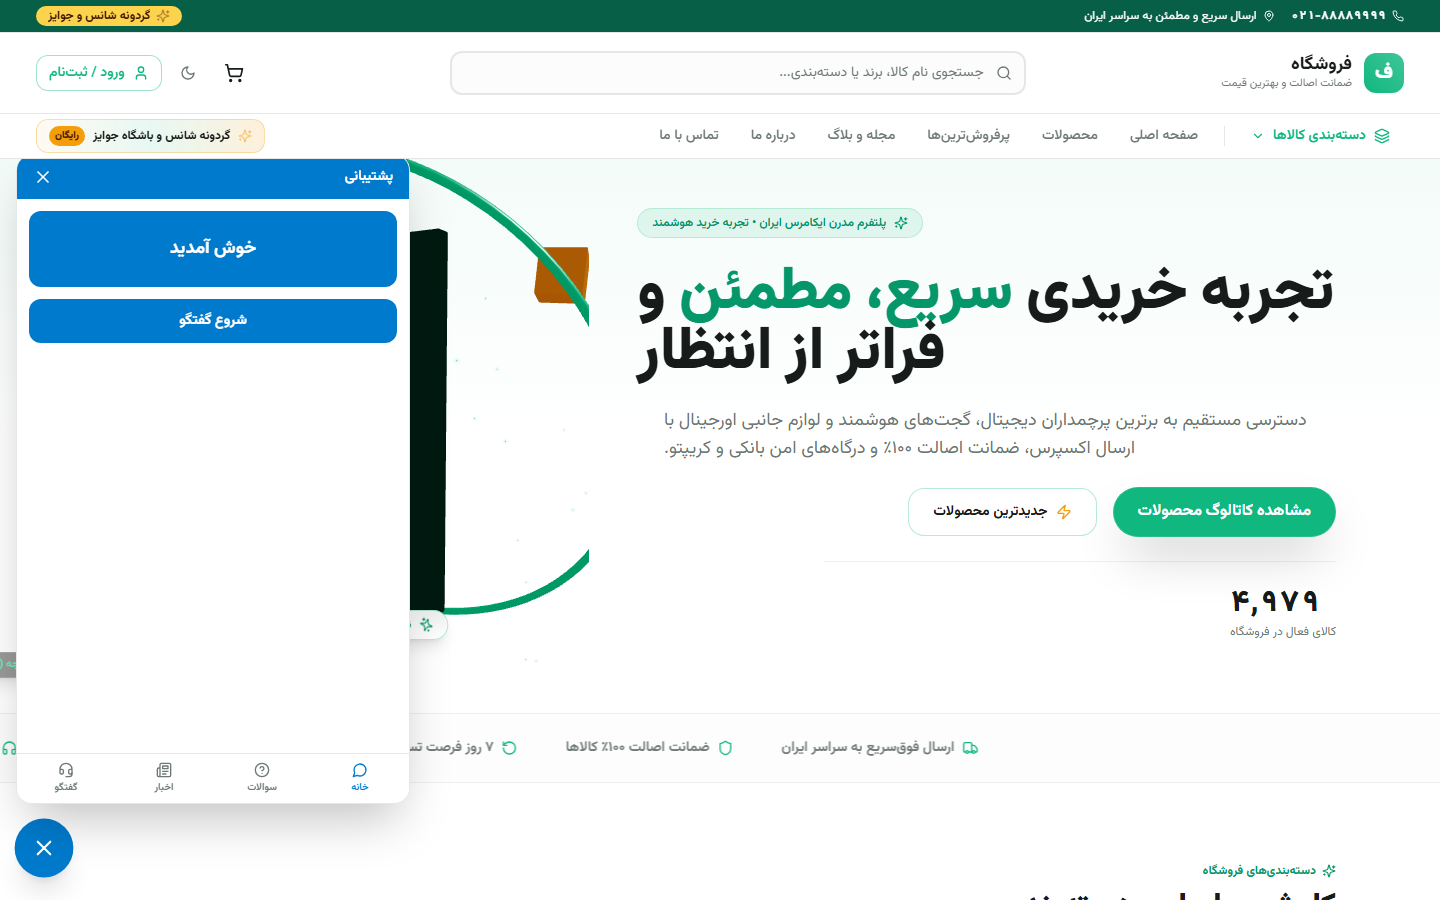 ۰۲۱-۸۸۸۸۹۹۹۹
ارسال سریع و مطمئن به سراسر ایران
گردونه شانس و جوایز
ف
فروشگاه
ضمانت اصالت و بهترین قیمت
جستجوی نام کالا، برند یا دسته‌بندی...
ورود / ثبت‌نام
دسته‌بندی کالاها
صفحه اصلی
محصولات
پرفروش‌ترین‌ها
مجله و بلاگ
درباره ما
تماس با ما
گردونه شانس و باشگاه جوایز
رایگان
پلتفرم مدرن ایکامرس ایران • تجربه خرید هوشمند
تجربه خریدی سریع، مطمئن و
فراتر از انتظار
دسترسی مستقیم به برترین پرچمداران دیجیتال، گجت‌های هوشمند و لوازم جانبی اورجینال با
ارسال اکسپرس، ضمانت اصالت ۱۰۰٪ و درگاه‌های امن بانکی و کریپتو.
مشاهده کاتالوگ محصولات
جدیدترین محصولات
۴,۹۷۹
کالای فعال در فروشگاه
پشتیبانی
خوش آمدید
شروع گفتگو
خانه
سوالات
اخبار
گفتگو
ارسال فوق‌سریع به سراسر ایران
ضمانت اصالت ۱۰۰٪ کالاها
۷ روز فرصت
دسته‌بندی‌های فروشگاه